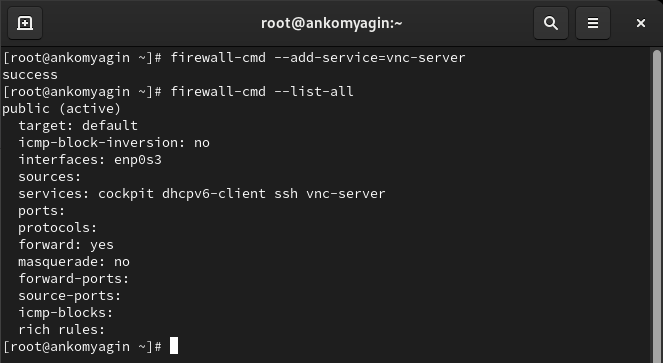 root@ankomyagin:~
[root@ankomyagin ~]# firewall-cmd --add-service=vnc-server
success
[root@ankomyagin ~]# firewall-cmd --list-all
public (active)
  target: default
  icmp-block-inversion: no
  interfaces: enp0s3
  sources:
  services: cockpit dhcpv6-client ssh vnc-server
  ports:
  protocols:
  forward: yes
  masquerade: no
  forward-ports:
  source-ports:
  icmp-blocks:
  rich rules:
[root@ankomyagin ~]#